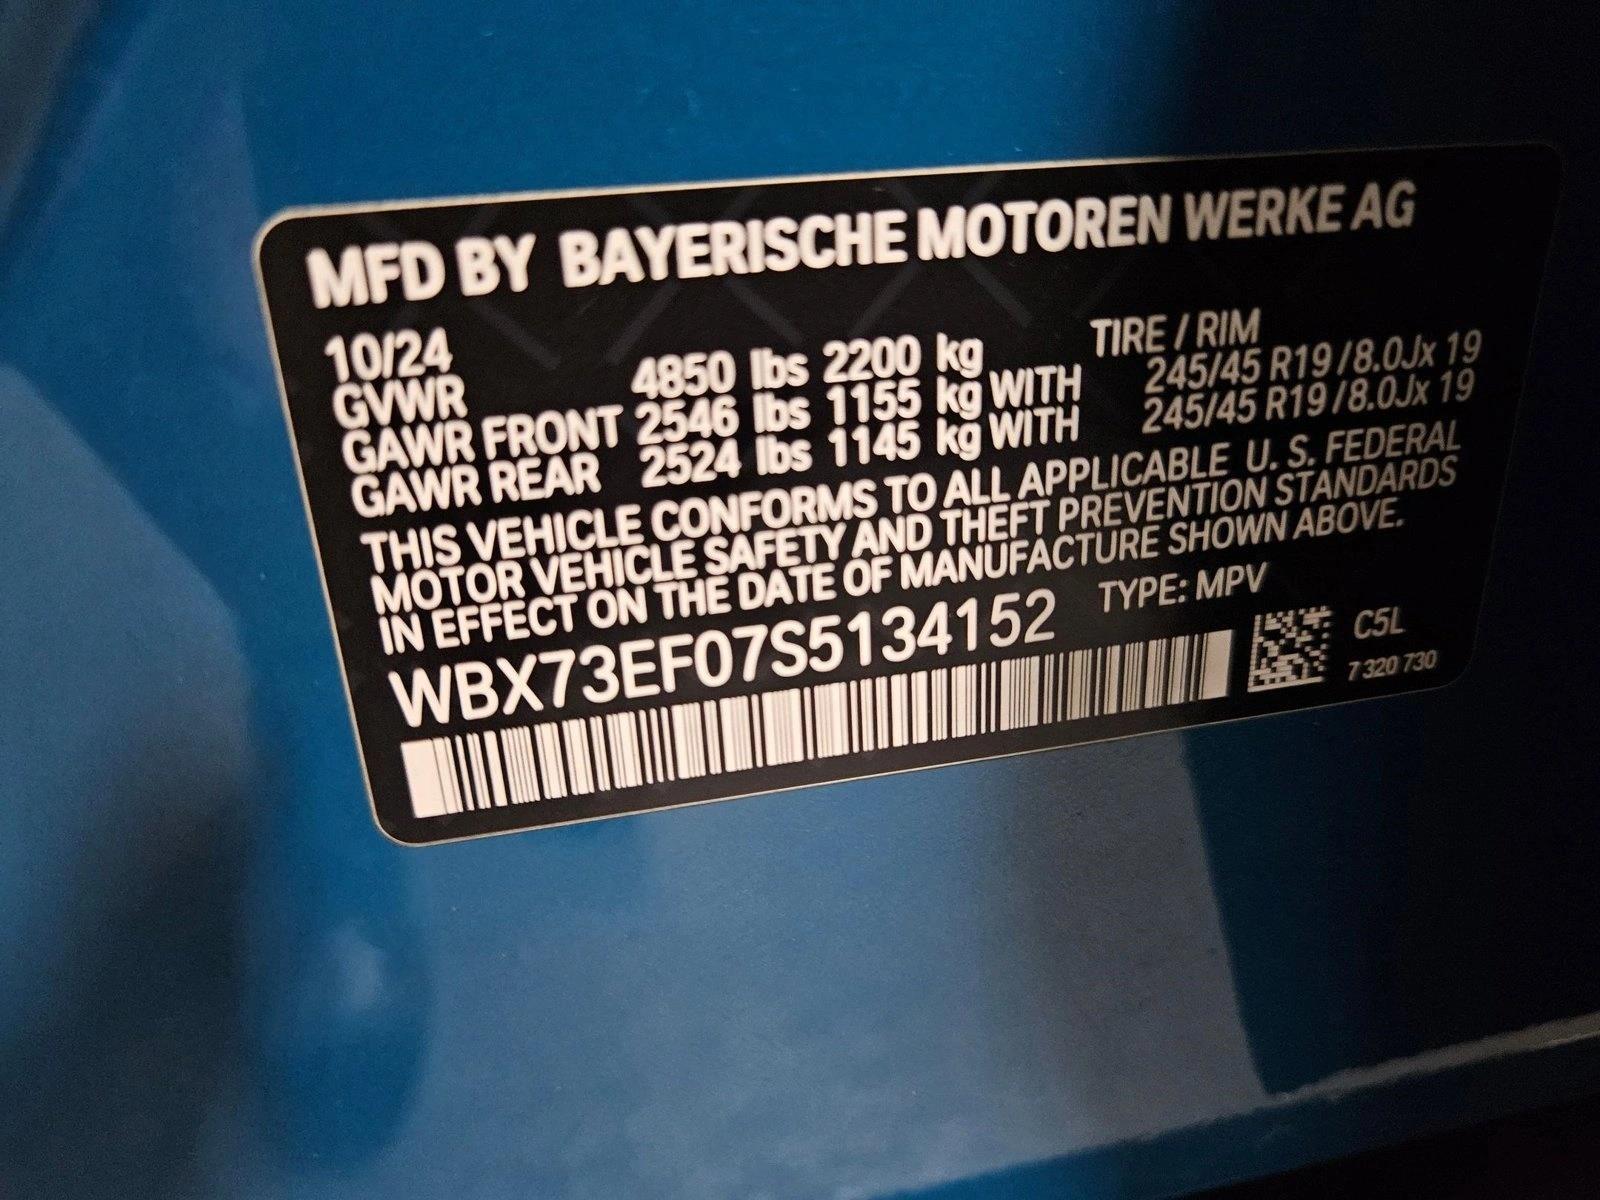 MFD BY BAYERISCHE MOTOREN WERKE AG
10/24 TIRE / RIM
GVWR 4850 lbs 2200 kg
GAWR FRONT 2546 lbs 1155 kg WITH 245/45 R19 / 8.0Jx 19
GAWR REAR 2524 lbs 1145 kg WITH 245/45 R19 / 8.0Jx 19
THIS VEHICLE CONFORMS TO ALL APPLICABLE U. S. FEDERAL
MOTOR VEHICLE SAFETY AND THEFT PREVENTION STANDARDS
IN EFFECT ON THE DATE OF MANUFACTURE SHOWN ABOVE.
WBX73EF07S5134152 TYPE: MPV
C5L
7 320 730